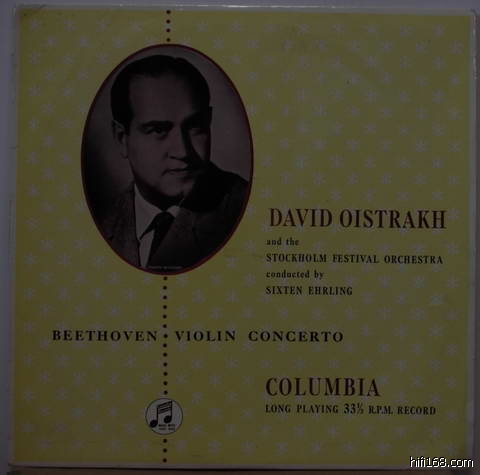 DAVID OISTRAKH
and the
STOCKHOLM FESTIVAL ORCHESTRA
conducted by
SIXTEN EHRLING
BEETHOVEN VIOLIN CONCERTO
COLUMBIA
LONG PLAYING 33⅓ R.P.M. RECORD
hifi168.com